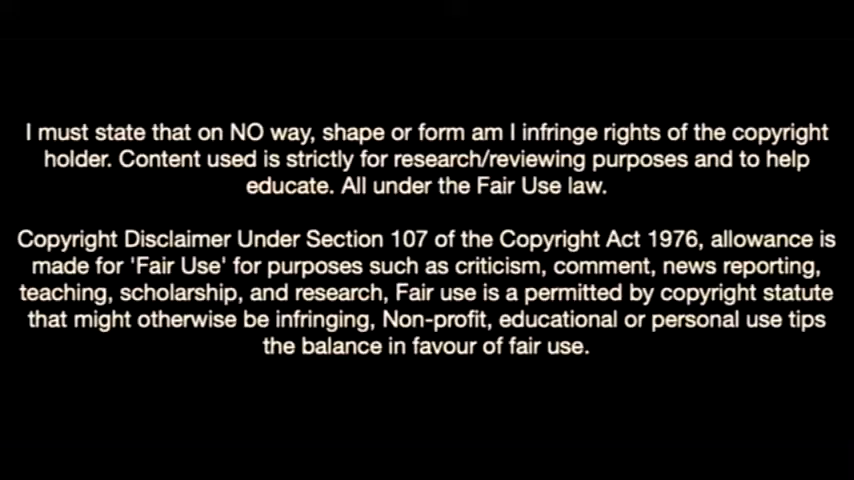 I must state that on NO way, shape or form am I infringe rights of the copyright
holder. Content used is strictly for research/reviewing purposes and to help
educate. All under the Fair Use law.
Copyright Disclaimer Under Section 107 of the Copyright Act 1976, allowance is
made for 'Fair Use' for purposes such as criticism, comment, news reporting,
teaching, scholarship, and research, Fair use is a permitted by copyright statute
that might otherwise be infringing, Non-profit, educational or personal use tips
the balance in favour of fair use.